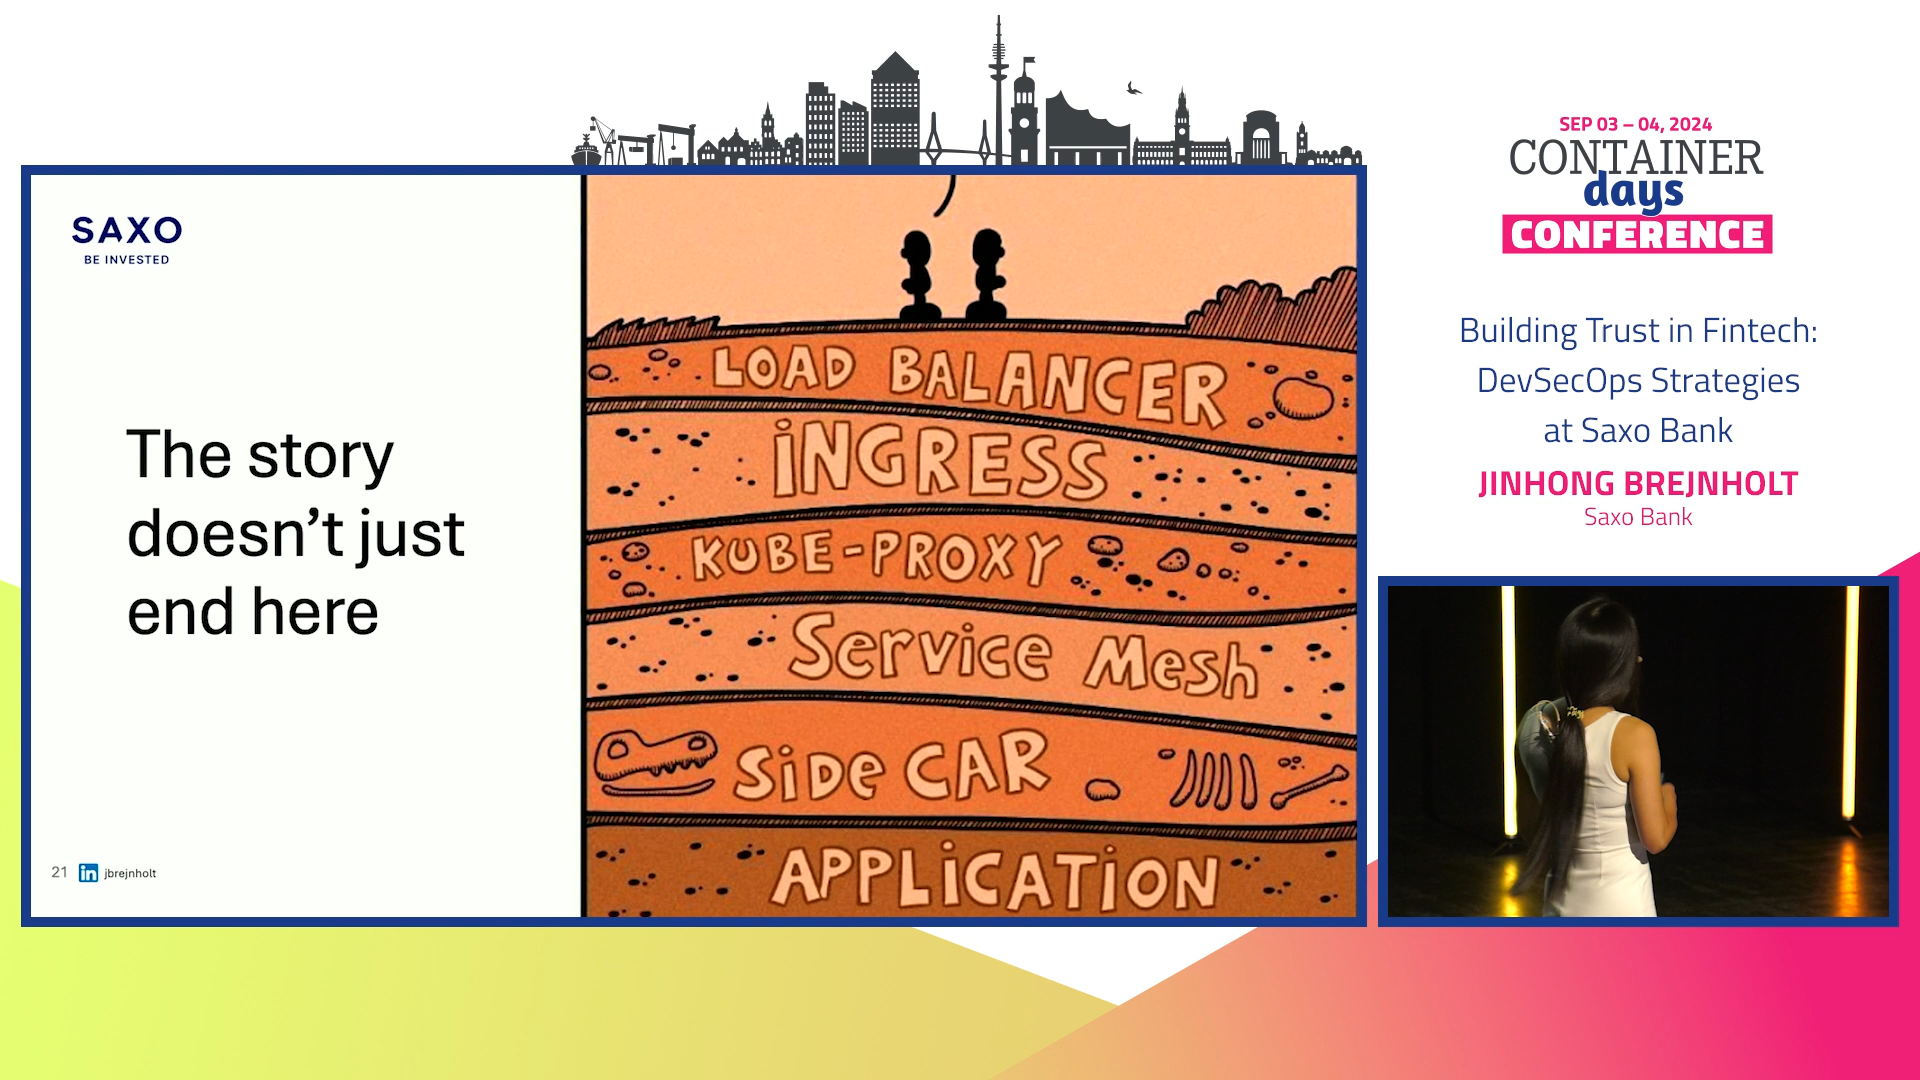 SAXO
BE INVESTED
The story
doesn’t just
end here
21 in jbrejnholt
LOAD BALANCER
iNGRESS
KUBE-PROXY
Service Mesh
SiDe CAR
APPLiCATiON
SEP 03 – 04, 2024
CONTAINER
days
CONFERENCE
Building Trust in Fintech:
DevSecOps Strategies
at Saxo Bank
JINHONG BREJNHOLT
Saxo Bank